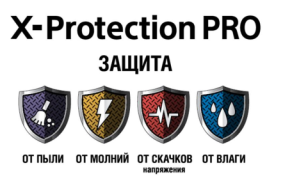 X-Protection PRO
ЗАЩИТА
ОТ ПЫЛИ ОТ МОЛНИЙ ОТ СКАЧКОВ ОТ ВЛАГИ
напряжения